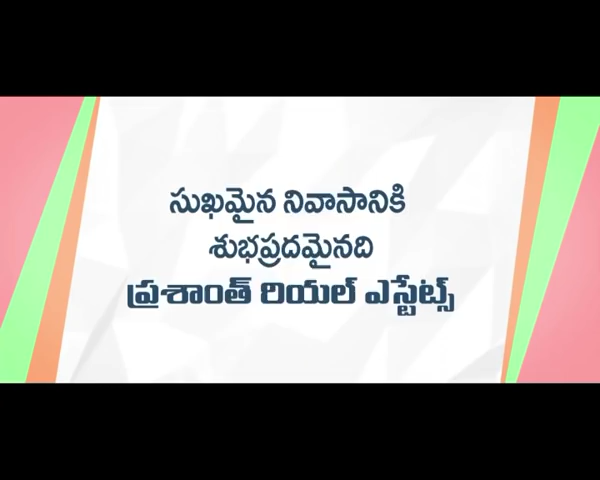 సుఖమైన నివాసానికి
శుభప్రదమైనది
ప్రశాంత్ రియల్ ఎస్టేట్స్